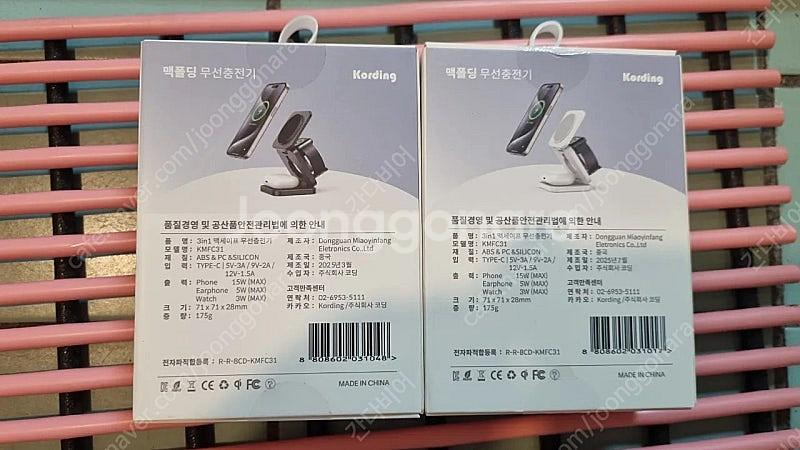 맥폴딩 무선충전기
Kording
품질경영 및 공산품안전관리법에 의한 안내
품 명 : 3in1 맥세이프 무선충전기
모 델 명 : KMFC31
재 질 : ABS & PC &SILICON
입 력 : TYPE-C | 5V-3A / 9V-2A /
12V-1.5A
출 력 : Phone 15W (MAX)
Earphone 5W (MAX)
Watch 3W (MAX)
크 기 : 71 x 71 x 28mm
중 량 : 175g
제 조 자 : Dongguan Miaoyinfang
Eletronics Co.,Ltd
제 조 국 : 중국
제 조 일 : 2025년3월
수 입 자 : 주식회사 코딩
고객만족센터
연 락 처 : 02-6953-5111
카 카 오 : Kording /주식회사 코딩
전자파적합등록 : R-R-8CD-KMFC31
8 808602 031048 >
MADE IN CHINA
맥폴딩 무선충전기
Kording
품질경영 및 공산품안전관리법에 의한 안내
품 명 : 3in1 맥세이프 무선충전기
모 델 명 : KMFC31
재 질 : ABS & PC &SILICON
입 력 : TYPE-C | 5V-3A / 9V-2A /
12V-1.5A
출 력 : Phone 15W (MAX)
Earphone 5W (MAX)
Watch 3W (MAX)
크 기 : 71 x 71 x 28mm
중 량 : 175g
제 조 자 : Dongguan Miaoyinfang
Eletronics Co.,Ltd
제 조 국 : 중국
제 조 일 : 2025년7월
수 입 자 : 주식회사 코딩
고객만족센터
연 락 처 : 02-6953-5111
카 카 오 : Kording /주식회사 코딩
전자파적합등록 : R-R-8CD-KMFC31
8 808602 031017 >
MADE IN CHINA